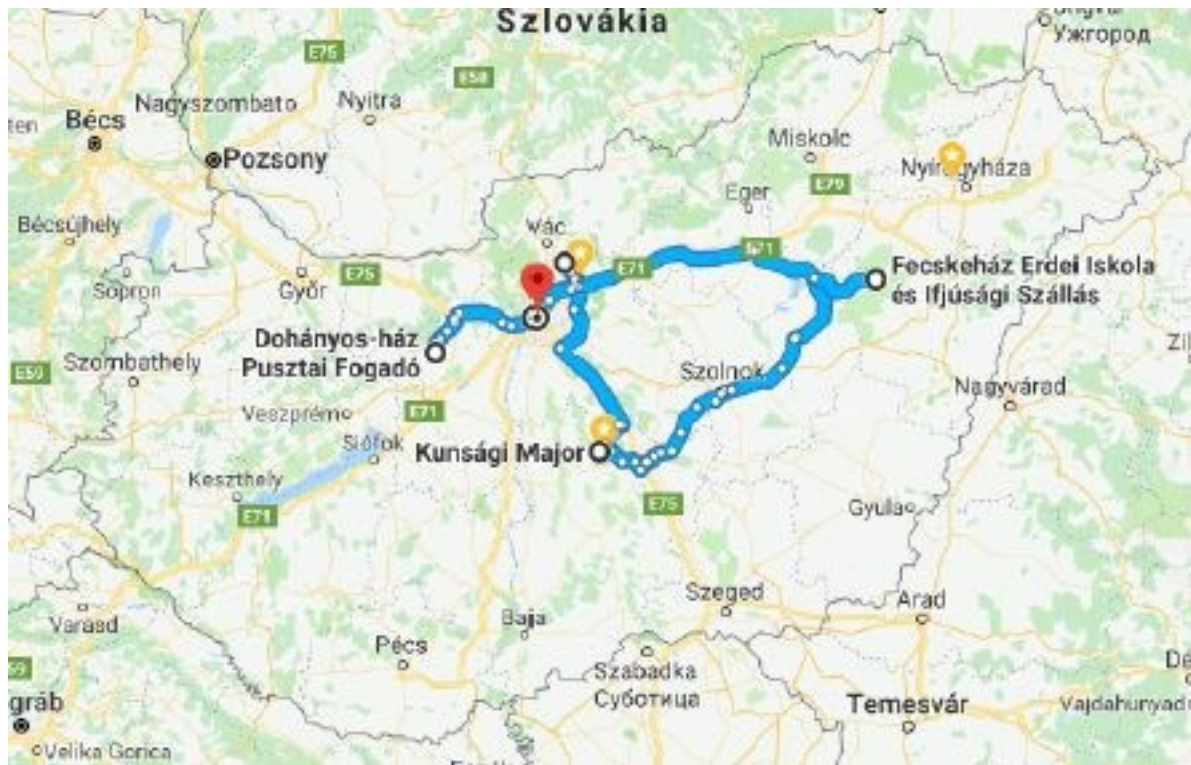 Szlovákia
Ужгород
E75
E58
Nagyszombato
Nyitra
Bécs
Pozsony
Miskolc
Nyíregyháza
E79
Eger
Bécsújhely
Vác
E71
E71
Sopron
Győr
E75
Fecskeház Erdei Iskola
és Ifjúsági Szállás
Dohányos-ház
Pusztai Fogadó
Szombathely
E59
Szolnok
Nagyvárad
Veszprém
E71
Siófok
Kunsági Major
Keszthely
E71
E75
Gyula
Szeged
Arad
Varasd
Baja
Pécs
Szabadka
Суботица
Temesvár
Vajdahunyad
gráb
Velika Gorica